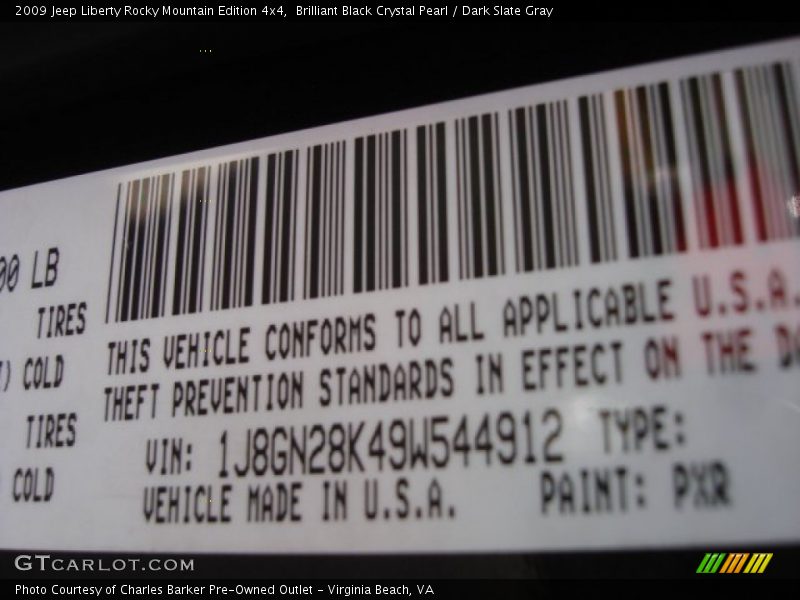 2009 Jeep Liberty Rocky Mountain Edition 4x4,  Brilliant Black Crystal Pearl / Dark Slate Gray
00 LB
TIRES
) COLD
TIRES
COLD
THIS VEHICLE CONFORMS TO ALL APPLICABLE U.S.A.
THEFT PREVENTION STANDARDS IN EFFECT ON THE
VIN: 1J8GN28K49W544912 TYPE:
VEHICLE MADE IN U.S.A. PAINT: PXR
GTCARLOT.COM
Photo Courtesy of Charles Barker Pre-Owned Outlet - Virginia Beach, VA